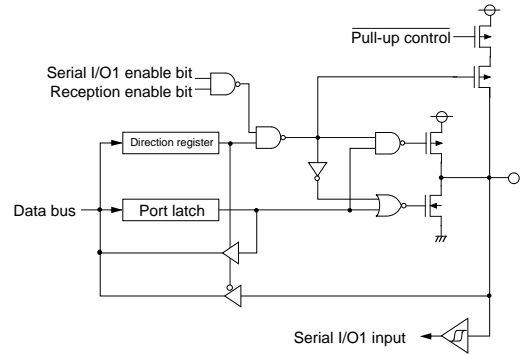 Pull-up control
Serial I/O1 enable bit
Reception enable bit
Direction register
Data bus
Port latch
Serial I/O1 input